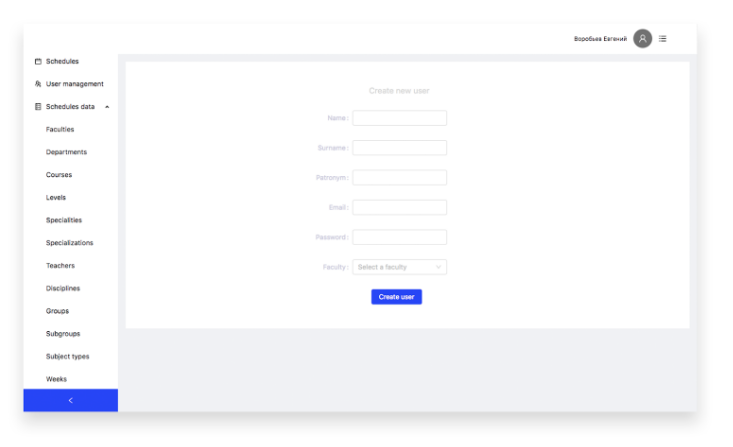 Воробьев Евгений
Schedules
User management
Schedules data
Faculties
Departments
Courses
Levels
Specialities
Specializations
Teachers
Disciplines
Groups
Subgroups
Subject types
Weeks
Create new user
Name:
Surname:
Patronym:
Email:
Password:
Faculty: Select a faculty
Create user